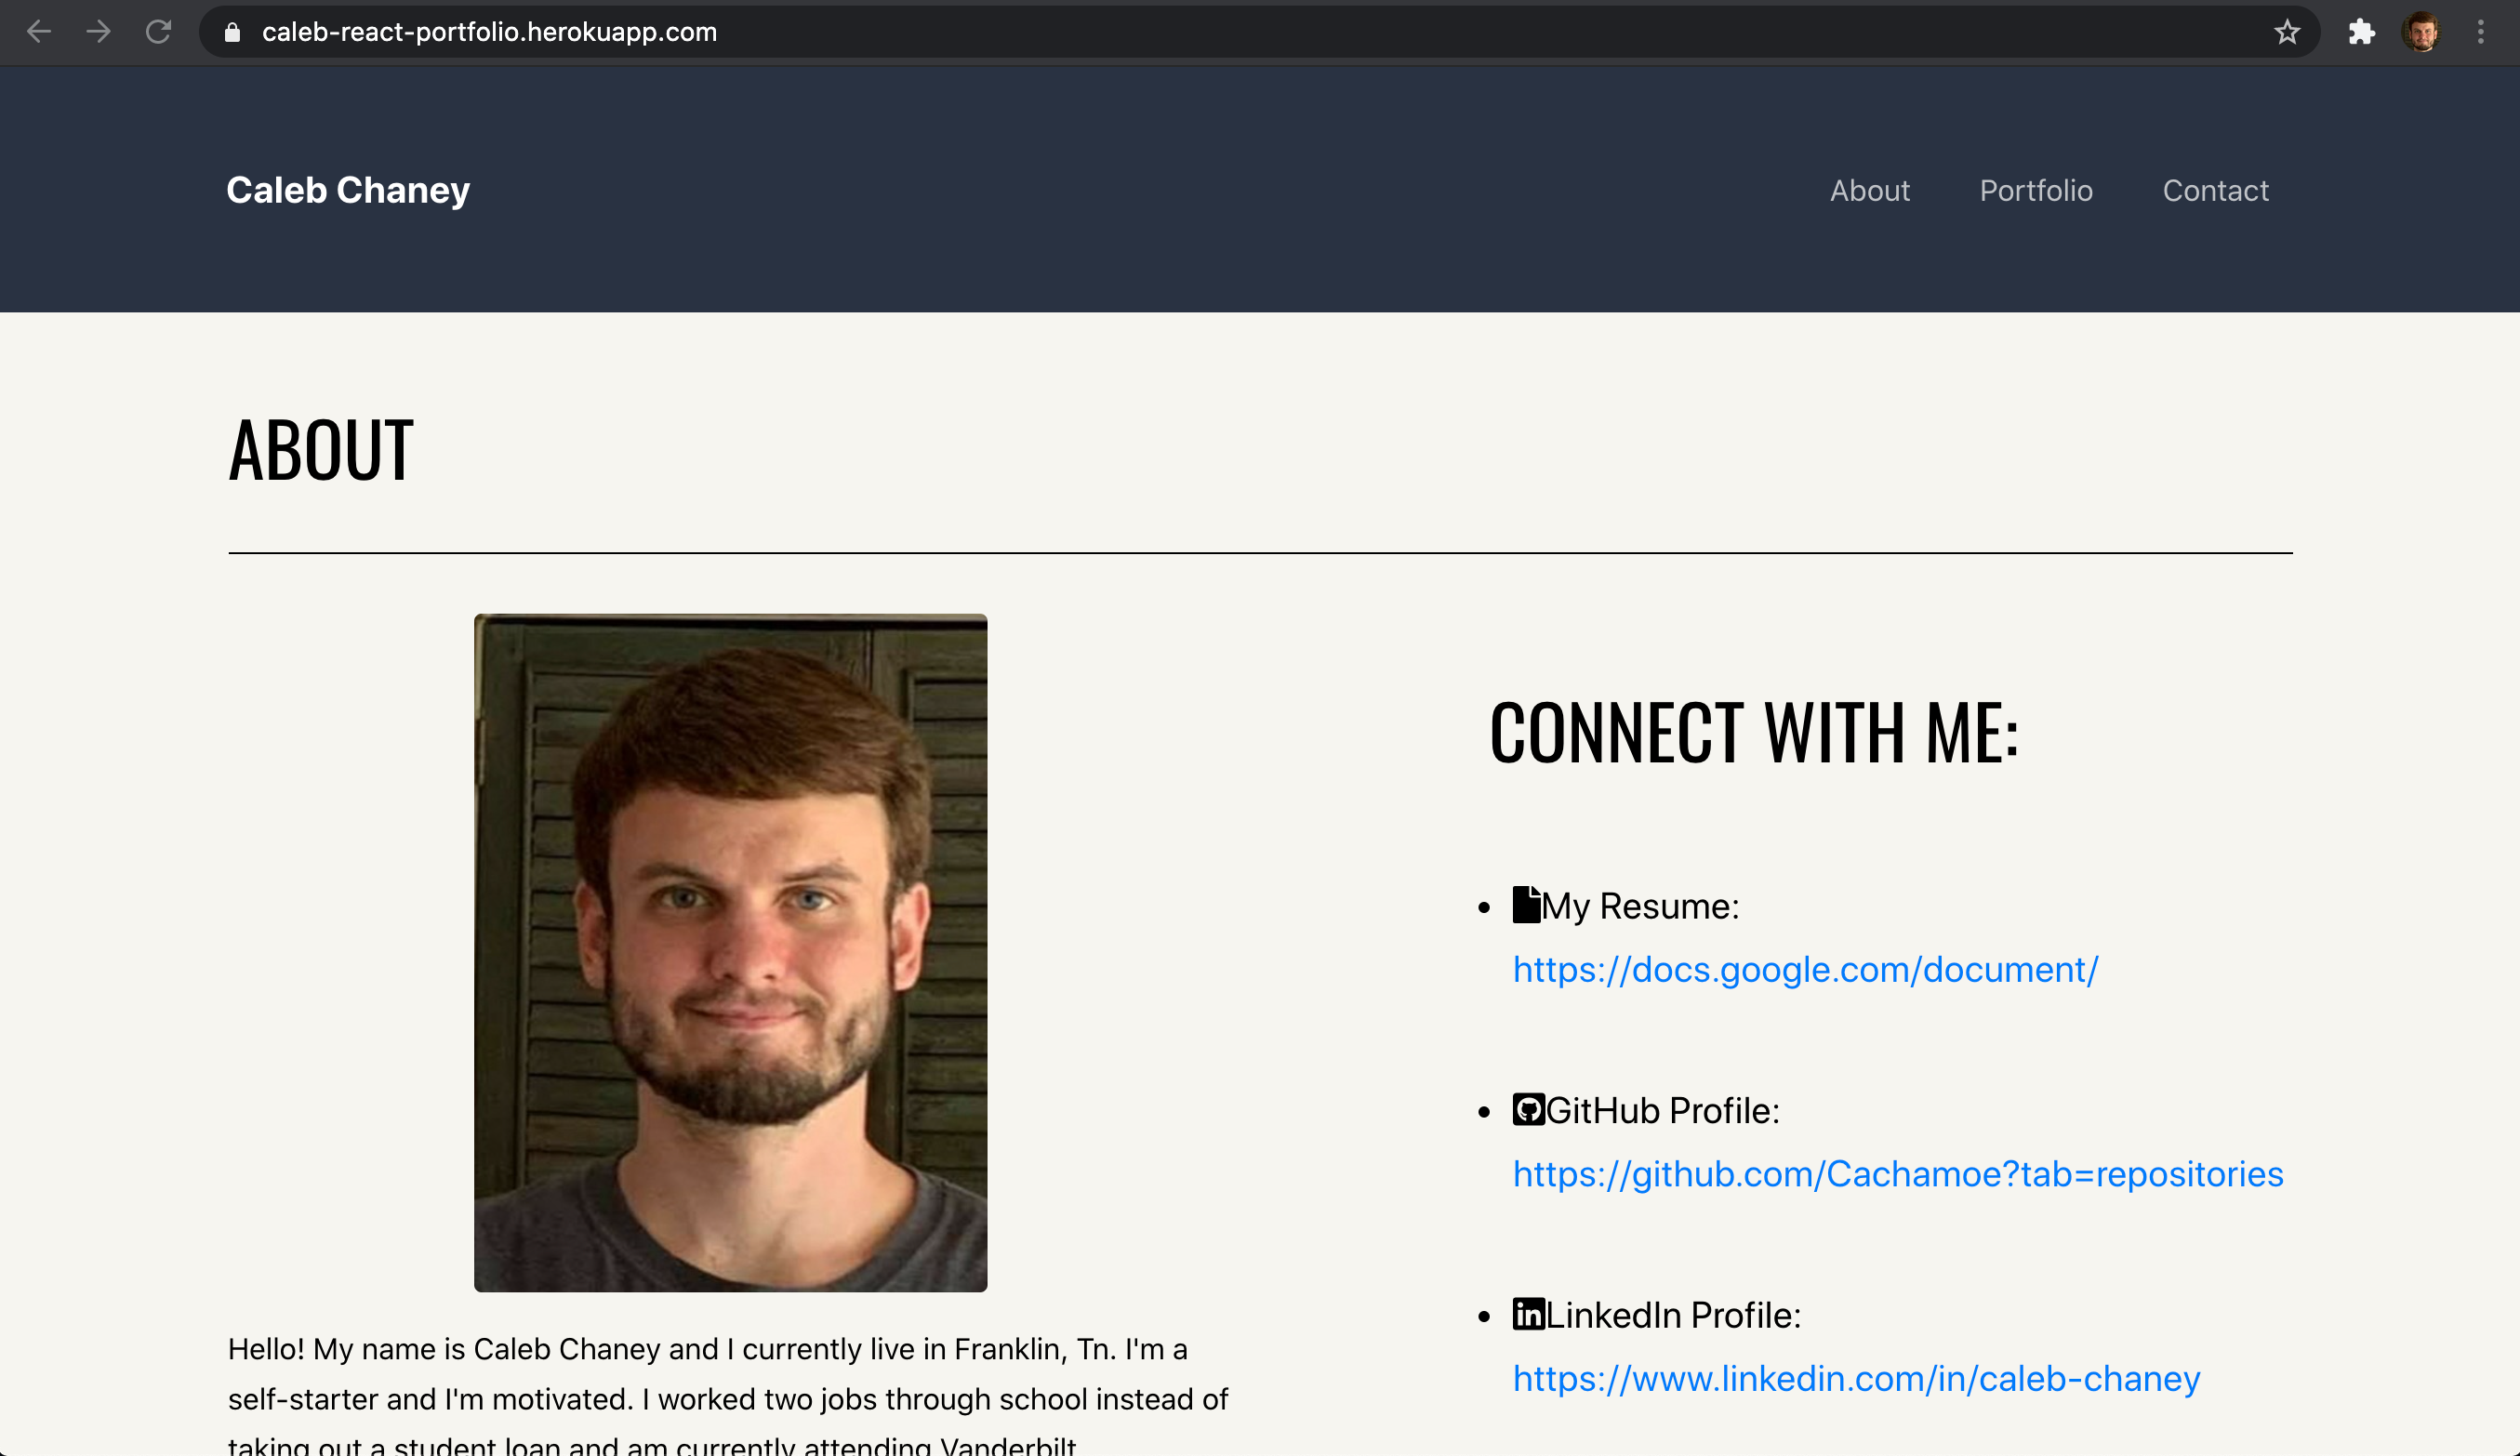 caleb-react-portfolio.herokuapp.com
Caleb Chaney
About
Portfolio
Contact
ABOUT
Hello! My name is Caleb Chaney and I currently live in Franklin, Tn. I'm a
self-starter and I'm motivated. I worked two jobs through school instead of
taking out a student loan and am currently attending Vanderbilt
CONNECT WITH ME:
My Resume:
https://docs.google.com/document/
GitHub Profile:
https://github.com/Cachamoe?tab=repositories
in
LinkedIn Profile:
https://www.linkedin.com/in/caleb-chaney